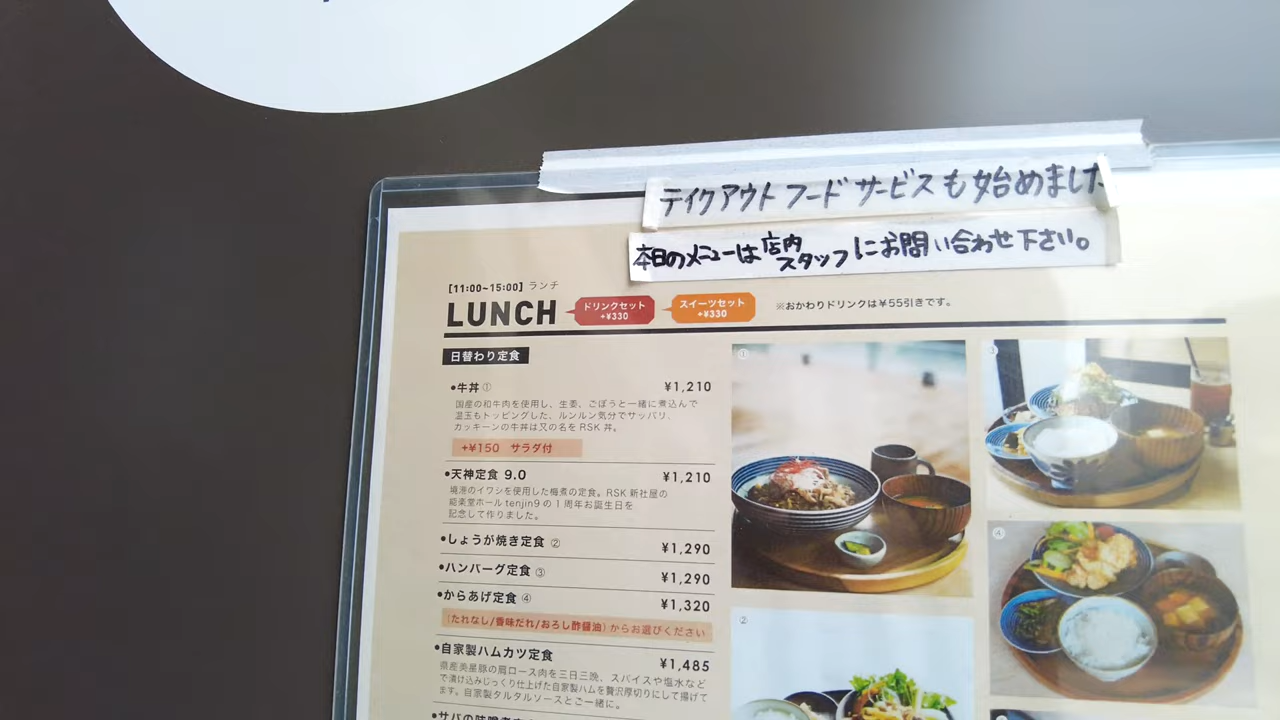 テイクアウトフードサービスも始めました
本日のメニューは店内スタッフにお問い合わせ下さい。
[11:00~15:00] ランチ
LUNCH
ドリンクセット
+¥330
スイーツセット
+¥330
※おかわりドリンクは¥55引きです。
日替わり定食
•牛丼① ¥1,210
国産の和牛肉を使用し、生姜、ごぼうと一緒に煮込んで
温玉もトッピングした、ルンルン気分でサッパリ、
カッキーンの牛丼は又の名をRSK丼。
+¥150 サラダ付
•天神定食 9.0 ¥1,210
境港のイワシを使用した梅煮の定食。RSK新社屋の
能楽堂ホールtenjin9の1周年お誕生日を
記念して作りました。
•しょうが焼き定食② ¥1,290
•ハンバーグ定食③ ¥1,290
•からあげ定食④ ¥1,320
(たれなし/香味だれ/おろし酢醤油)からお選びください
•自家製ハムカツ定食 ¥1,485
県産美星豚の肩ロース肉を三日三晩、スパイスや塩水など
で漬け込みじっくり仕上げた自家製ハムを贅沢厚切りにして揚げて
ます。自家製タルタルソースとご一緒に。
•サバの味噌煮
①
③
④
②